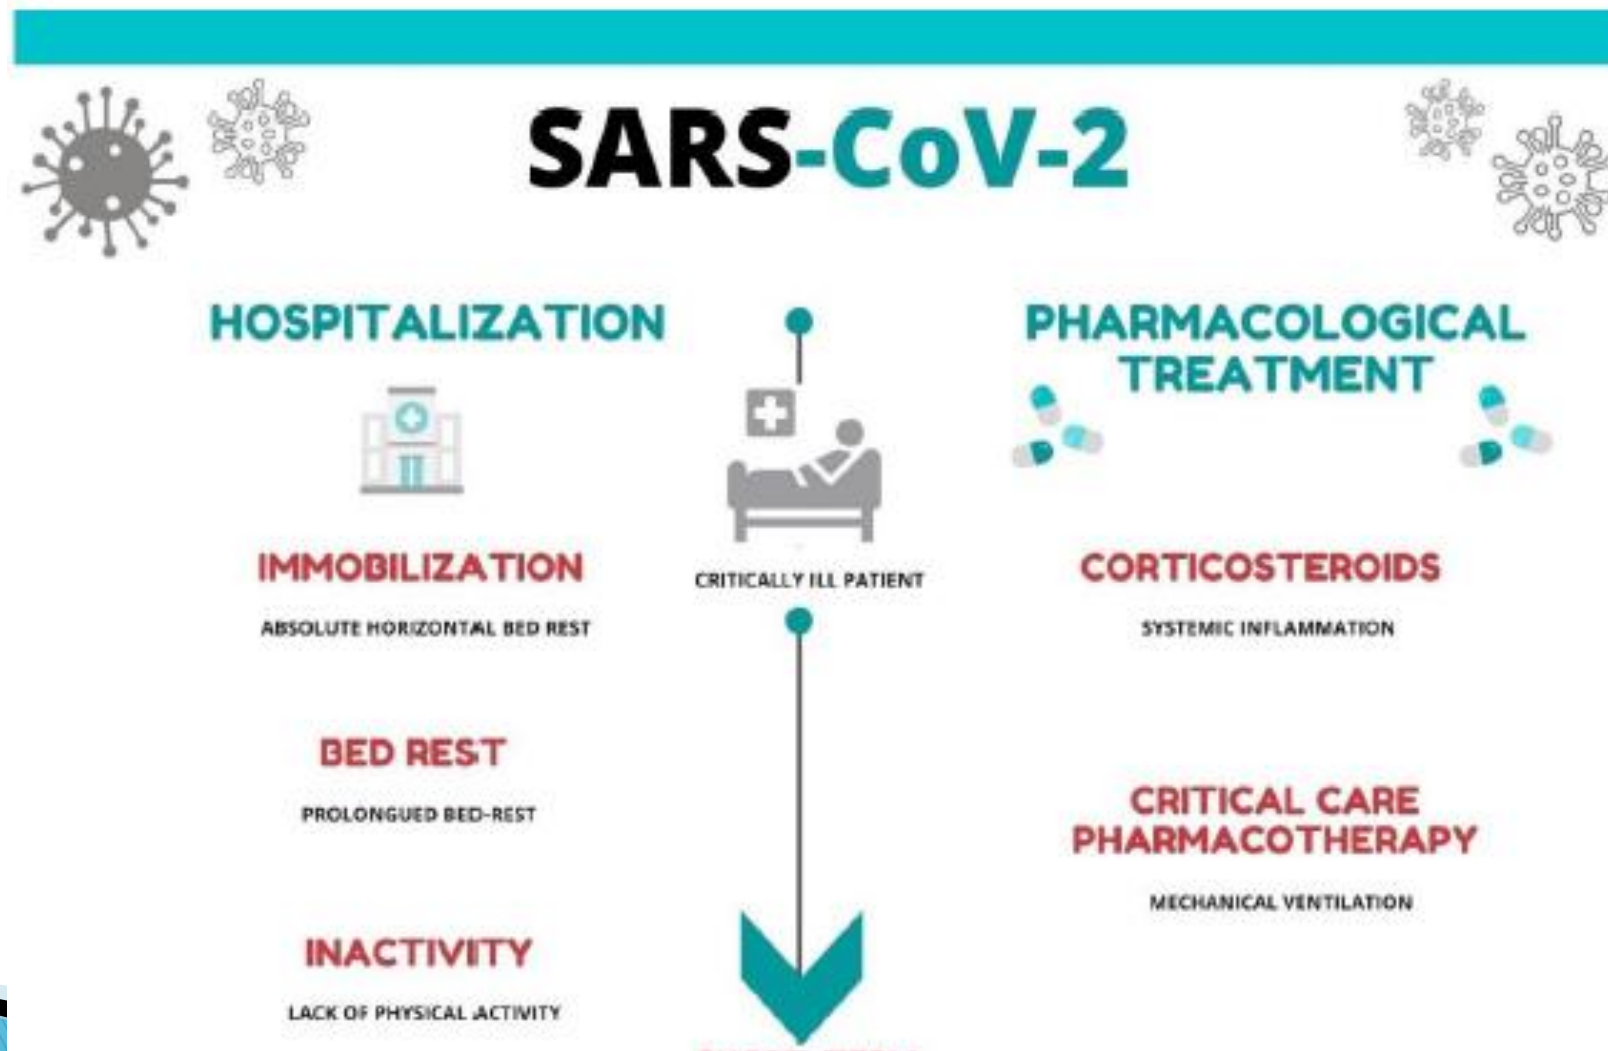 SARS-CoV-2
HOSPITALIZATION
IMMOBILIZATION
ABSOLUTE HORIZONTAL BED REST
BED REST
PROLONGUED BED-REST
INACTIVITY
LACK OF PHYSICAL ACTIVITY
CRITICALLY ILL PATIENT
PHARMACOLOGICAL
TREATMENT
CORTICOSTEROIDS
SYSTEMIC INFLAMMATION
CRITICAL CARE
PHARMACOTHERAPY
MECHANICAL VENTILATION